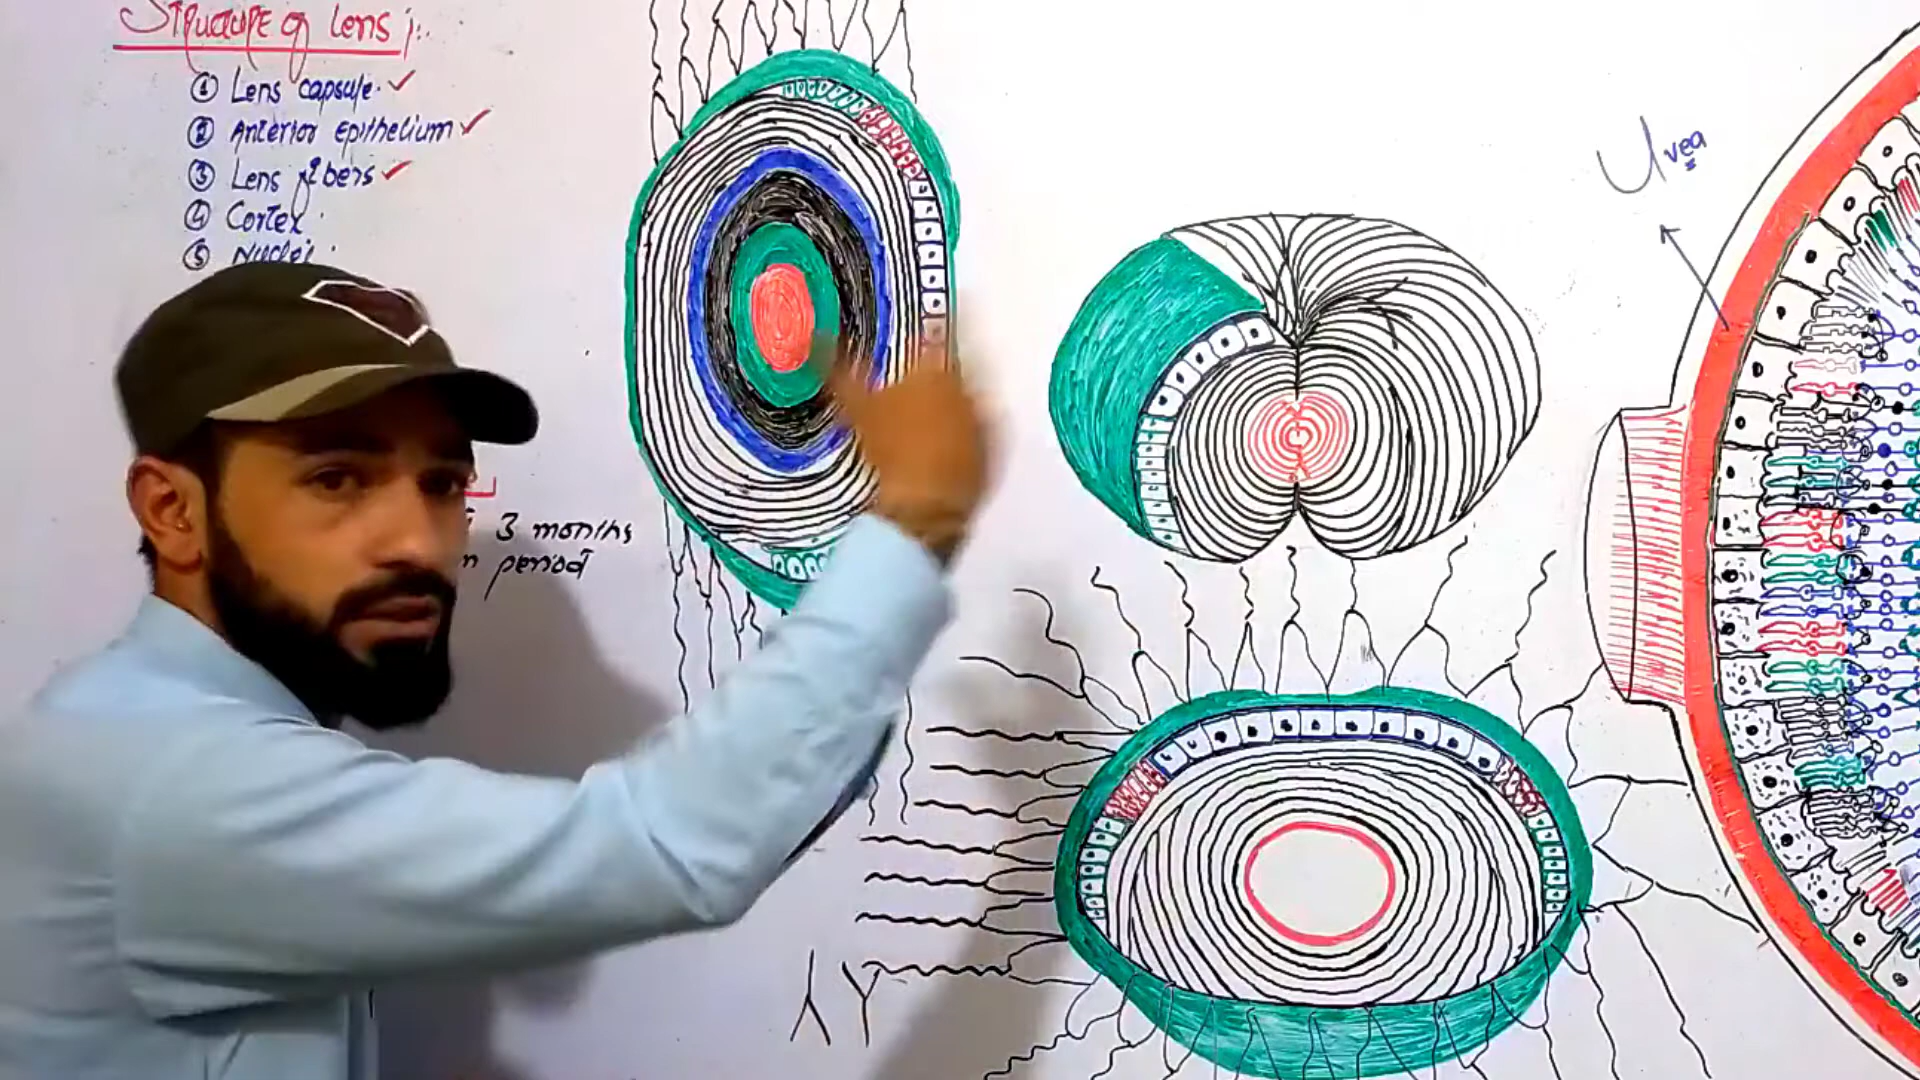 Structure of Lens :-
① Lens capsule. ✓
② Anterior Epithelium ✓
③ Lens fibers ✓
④ Cortex.
⑤ Nuclei.
3 months
period
Uvea